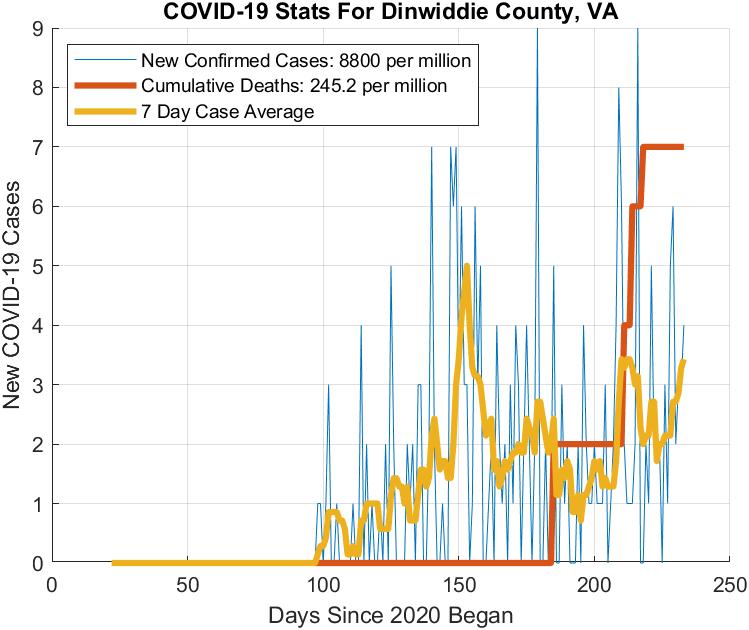 COVID-19 Stats For Dinwiddie County, VA
New Confirmed Cases: 8800 per million
Cumulative Deaths: 245.2 per million
7 Day Case Average
New COVID-19 Cases
9
8
7
6
5
4
3
2
1
0
0 50 100 150 200 250
Days Since 2020 Began